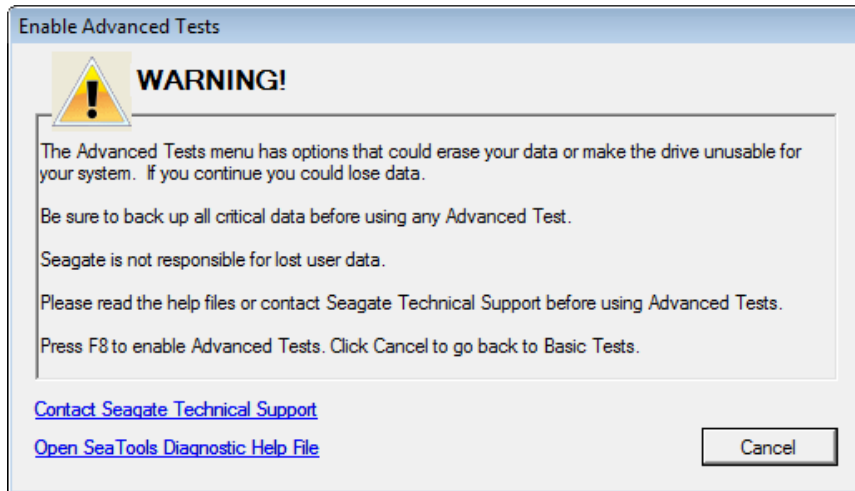 Enable Advanced Tests
WARNING!
The Advanced Tests menu has options that could erase your data or make the drive unusable for
your system. If you continue you could lose data.
Be sure to back up all critical data before using any Advanced Test.
Seagate is not responsible for lost user data.
Please read the help files or contact Seagate Technical Support before using Advanced Tests.
Press F8 to enable Advanced Tests. Click Cancel to go back to Basic Tests.
Contact Seagate Technical Support
Open SeaTools Diagnostic Help File
Cancel